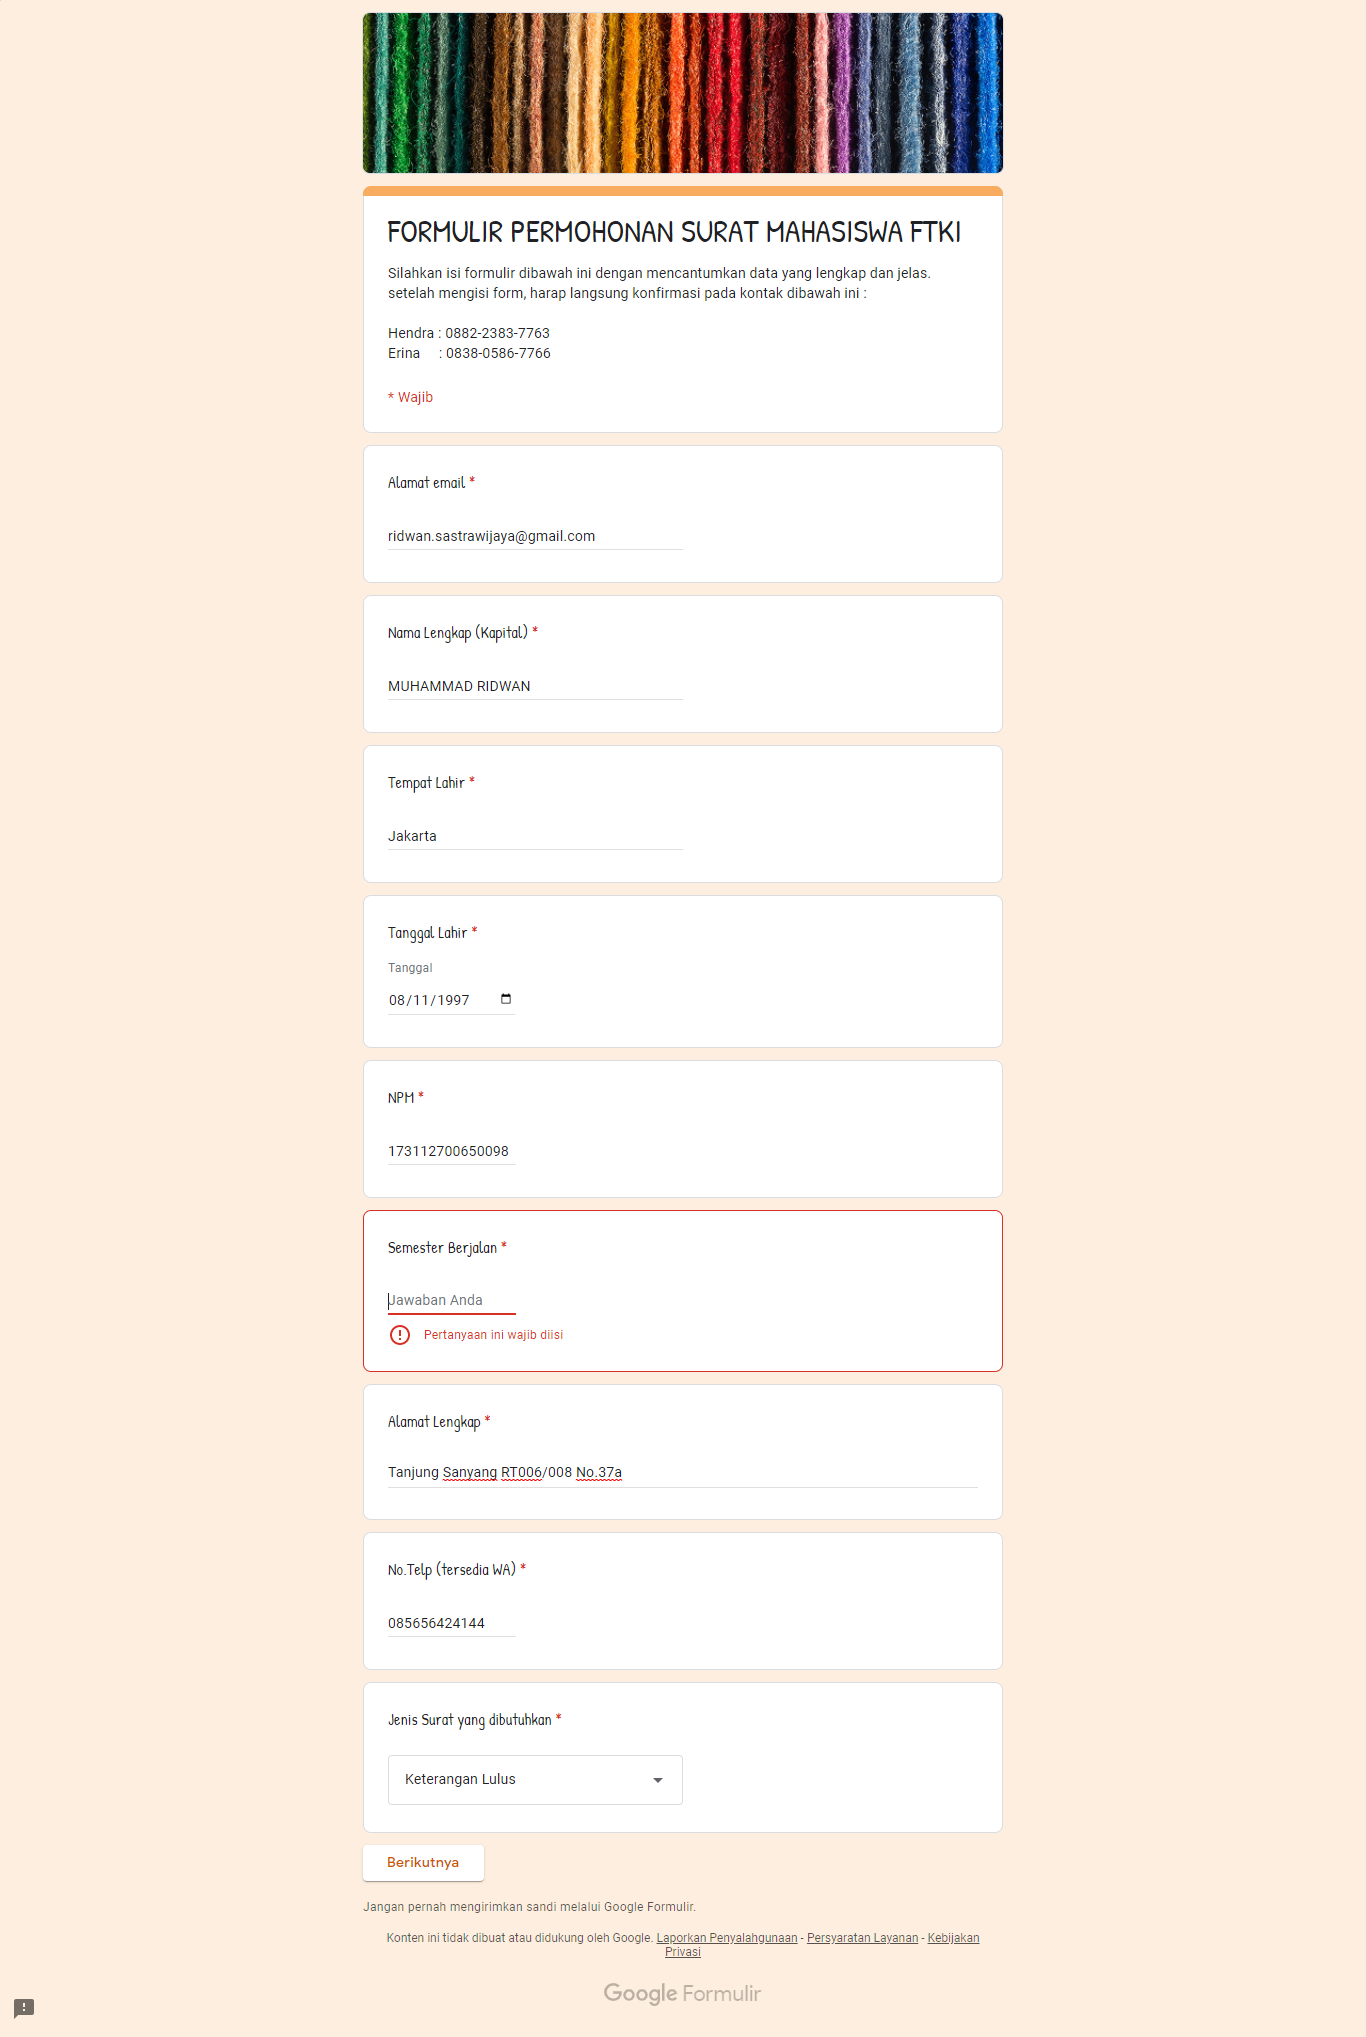 FORMULIR PERMOHONAN SURAT MAHASISWA FTKI
Silahkan isi formulir dibawah ini dengan mencantumkan data yang lengkap dan jelas.
setelah mengisi form, harap langsung konfirmasi pada kontak dibawah ini :
Hendra : 0882-2383-7763
Erina : 0838-0586-7766
* Wajib
Alamat email *
ridwan.sastrawijaya@gmail.com
Nama Lengkap (Kapital) *
MUHAMMAD RIDWAN
Tempat Lahir *
Jakarta
Tanggal Lahir *
Tanggal
08/11/1997
NPM *
173112700650098
Semester Berjalan *
Jawaban Anda
Pertanyaan ini wajib diisi
Alamat Lengkap *
Tanjung Sanyang RT006/008 No.37a
No.Telp (tersedia WA) *
085656424144
Jenis Surat yang dibutuhkan *
Keterangan Lulus
Berikutnya
Jangan pernah mengirimkan sandi melalui Google Formulir.
Konten ini tidak dibuat atau didukung oleh Google. Laporkan Penyalahgunaan - Persyaratan Layanan - Kebijakan
Privasi
Google Formulir